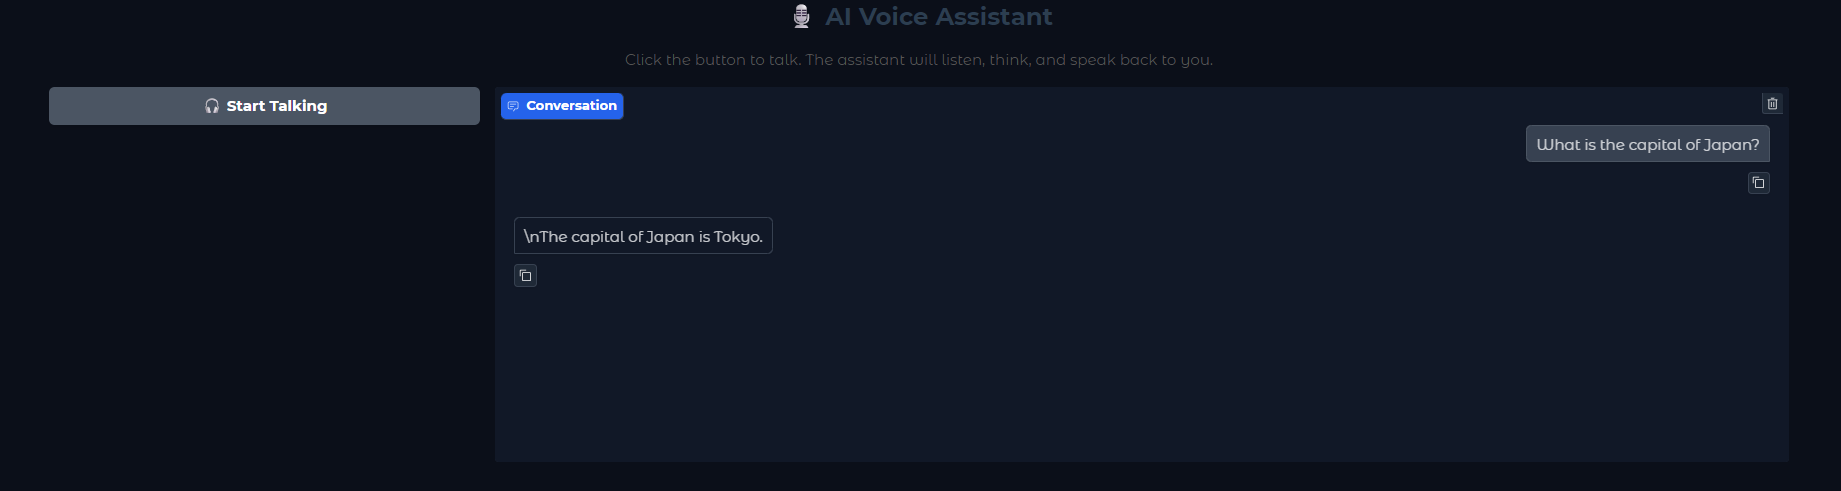 🎙️ AI Voice Assistant
Click the button to talk. The assistant will listen, think, and speak back to you.
🎧 Start Talking
Conversation
What is the capital of Japan?
\nThe capital of Japan is Tokyo.